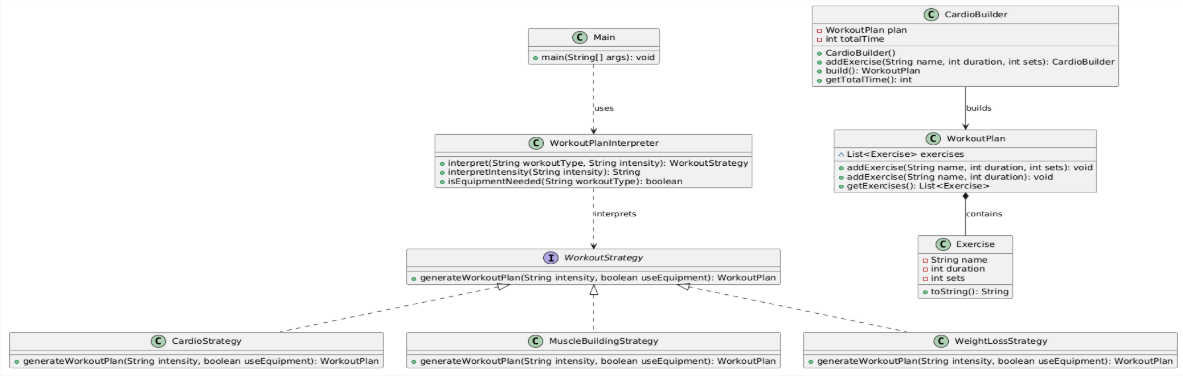 C Main
main(String[] args): void
uses
C WorkoutPlanInterpreter
interpret(String workoutType, String intensity): WorkoutStrategy
interpretIntensity(String intensity): String
isEquipmentNeeded(String workoutType): boolean
interprets
I WorkoutStrategy
generateWorkoutPlan(String intensity, boolean useEquipment): WorkoutPlan
C CardioStrategy
generateWorkoutPlan(String intensity, boolean useEquipment): WorkoutPlan
C MuscleBuildingStrategy
generateWorkoutPlan(String intensity, boolean useEquipment): WorkoutPlan
C WeightLossStrategy
generateWorkoutPlan(String intensity, boolean useEquipment): WorkoutPlan
C CardioBuilder
WorkoutPlan plan
int totalTime
CardioBuilder()
addExercise(String name, int duration, int sets): CardioBuilder
build(): WorkoutPlan
getTotalTime(): int
builds
C WorkoutPlan
List<Exercise> exercises
addExercise(String name, int duration, int sets): void
addExercise(String name, int duration): void
getExercises(): List<Exercise>
contains
C Exercise
String name
int duration
int sets
toString(): String